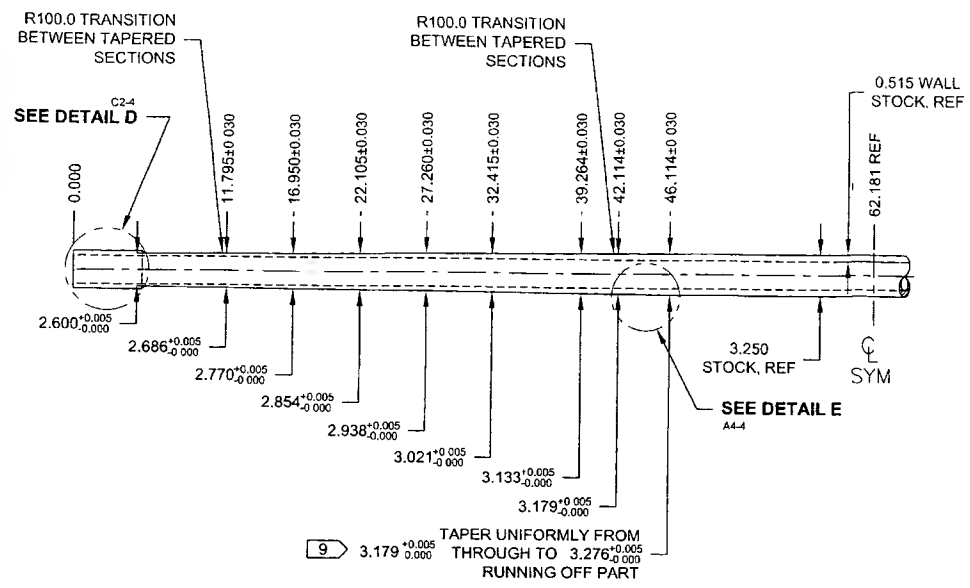 R100.0 TRANSITION
BETWEEN TAPERED
SECTIONS
R100.0 TRANSITION
BETWEEN TAPERED
SECTIONS
0.515 WALL
STOCK, REF
C2-4
SEE DETAIL D
0.000
11.795±0.030
16.950±0.030
22.105±0.030
27.260±0.030
32.415±0.030
39.264±0.030
42.114±0.030
46.114±0.030
62.181 REF
2.600 +0.005 -0.000
2.686 +0.005 -0.000
2.770 +0.005 -0.000
2.854 +0.005 -0.000
2.938 +0.005 -0.000
3.021 +0.005 -0.000
3.133 +0.005 -0.000
3.179 +0.005 -0.000
3.250
STOCK, REF
℄
SYM
SEE DETAIL E
A4-4
TAPER UNIFORMLY FROM
9 3.179 +0.005 0.000 THROUGH TO 3.276 +0.005 -0.000
RUNNING OFF PART